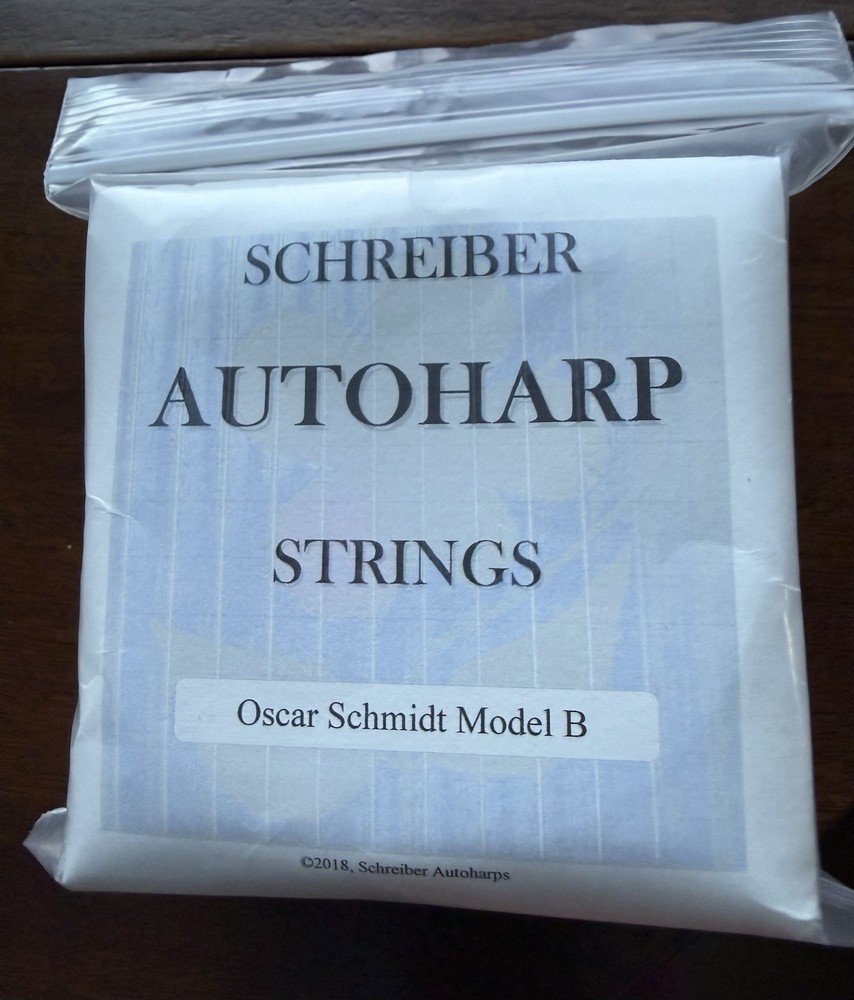 SCHREIBER
AUTOHARP
STRINGS
Oscar Schmidt Model B
©2018, Schreiber Autoharps